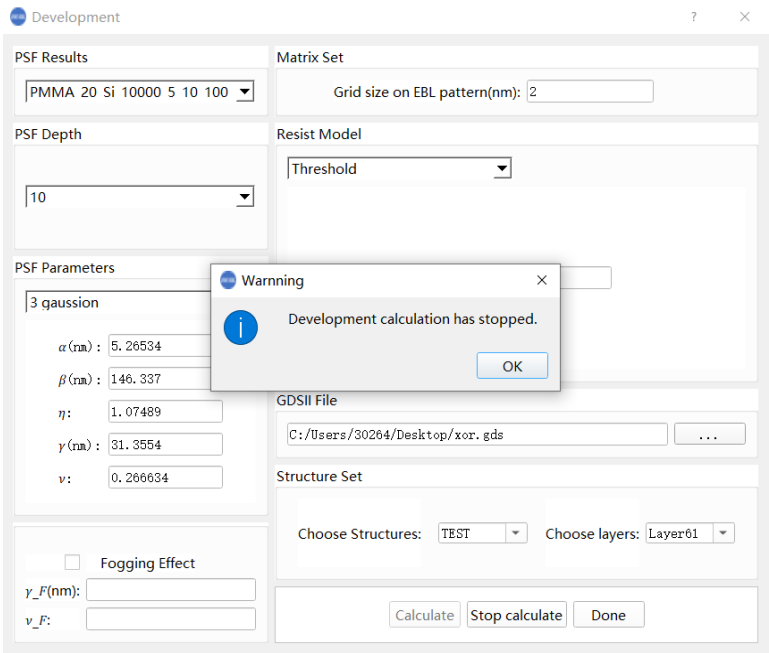 Development
?
PSF Results
PMMA 20 Si 10000 5 10 100
PSF Depth
10
PSF Parameters
3 gaussion
α(nm): 5.26534
β(nm): 146.337
η: 1.07489
γ(nm): 31.3554
ν: 0.266634
Fogging Effect
γ_F(nm):
ν_F:
Matrix Set
Grid size on EBL pattern(nm): 2
Resist Model
Threshold
Warnning
Development calculation has stopped.
OK
GDSII File
C:/Users/30264/Desktop/xor.gds ...
Structure Set
Choose Structures: TEST Choose layers: Layer61
Calculate Stop calculate Done